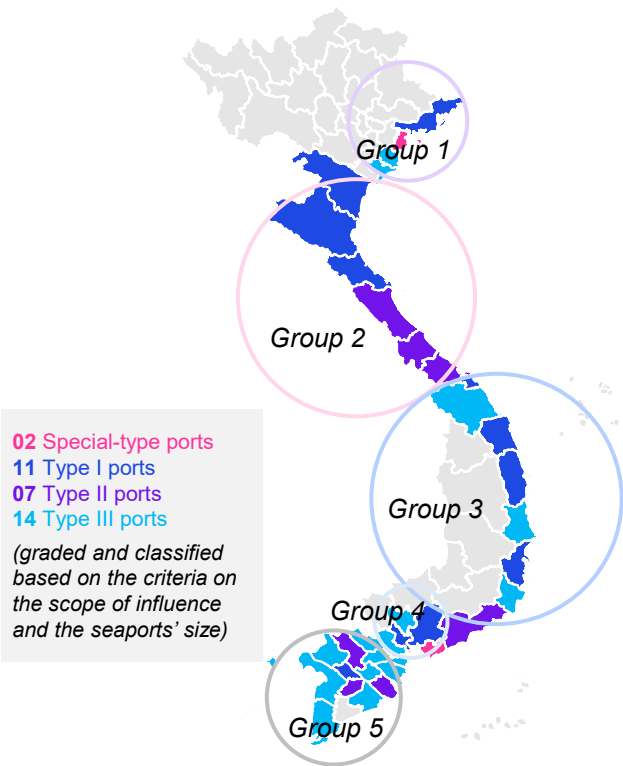 Group 1
Group 2
02 Special-type ports
11 Type I ports
07 Type II ports
14 Type III ports
(graded and classified
based on the criteria on
the scope of influence
and the seaports' size)
Group 3
Group 4
Group 5